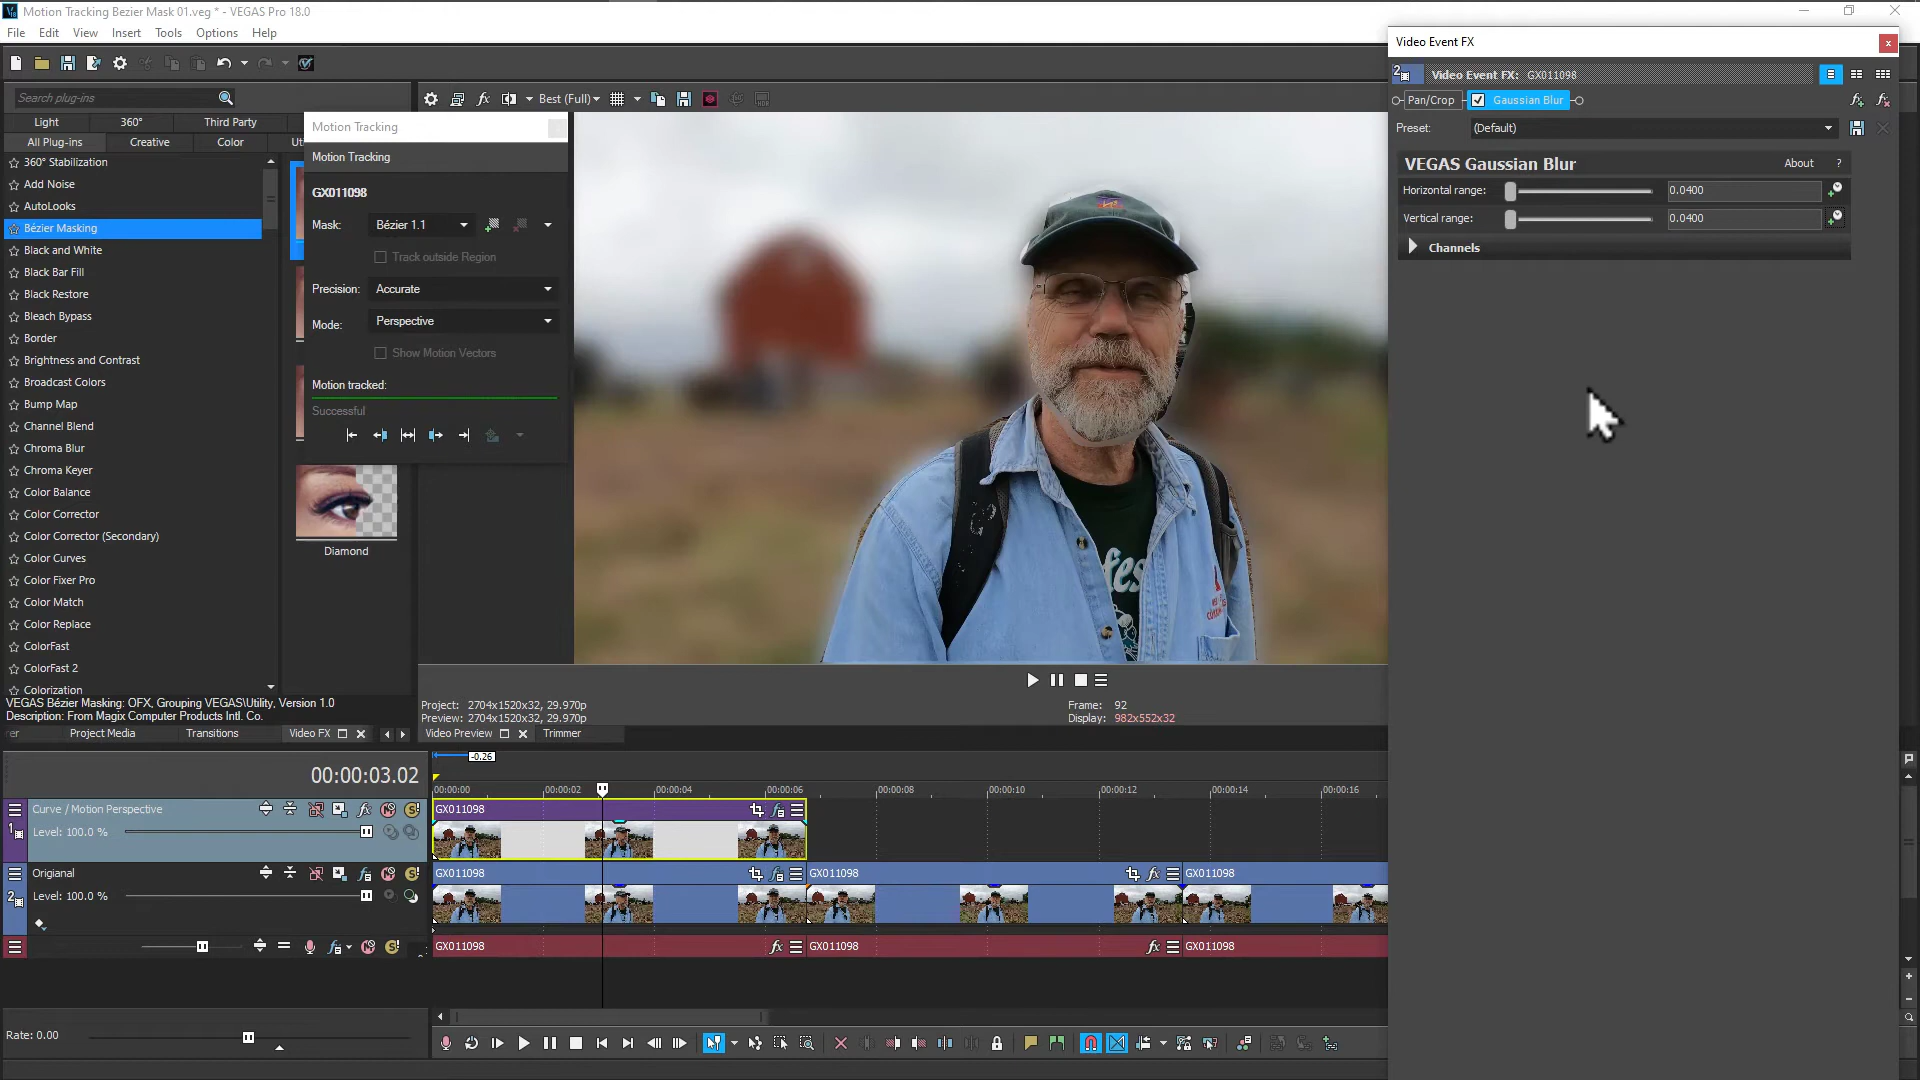 Motion Tracking Bezier Mask 01.veg * - VEGAS Pro 18.0
File Edit View Insert Tools Options Help
Video Event FX
Search plug-ins
Best (Full)
Video Event FX: GX011098
Pan/Crop Gaussian Blur
Light 360° Third Party
All Plug-ins Creative Color
Preset: (Default)
VEGAS Gaussian Blur About ?
Horizontal range: 0.0400
Vertical range: 0.0400
Channels
360° Stabilization
Add Noise
AutoLooks
Bézier Masking
Black and White
Black Bar Fill
Black Restore
Bleach Bypass
Border
Brightness and Contrast
Broadcast Colors
Bump Map
Channel Blend
Chroma Blur
Chroma Keyer
Color Balance
Color Corrector
Color Corrector (Secondary)
Color Curves
Color Fixer Pro
Color Match
Color Replace
ColorFast
ColorFast 2
Colorization
Motion Tracking
Motion Tracking
GX011098
Mask: Bézier 1.1
Track outside Region
Precision: Accurate
Mode: Perspective
Show Motion Vectors
Motion tracked:
Successful
Diamond
VEGAS Bézier Masking: OFX, Grouping VEGAS\Utility, Version 1.0
Description: From Magix Computer Products Intl. Co.
Project Media Transitions Video FX
Project: 2704x1520x32, 29.970p
Preview: 2704x1520x32, 29.970p
Frame: 92
Display: 982x552x32
Video Preview Trimmer
-0.26
00:00:03.02
00:00:00 00:00:02 00:00:04 00:00:06 00:00:08 00:00:10 00:00:12 00:00:14 00:00:16
1 Curve / Motion Perspective
Level: 100.0 %
GX011098
2 Origianal
Level: 100.0 %
GX011098 GX011098 GX011098
GX011098 GX011098 GX011098
Rate: 0.00